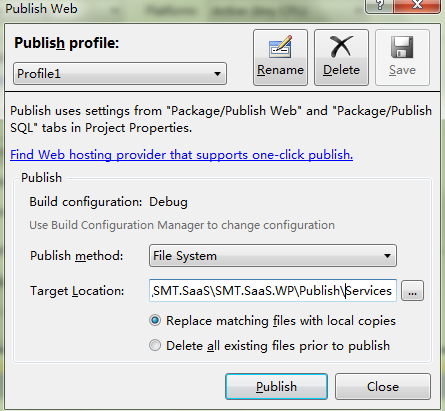 Publish Web
Publish profile:
Profile1
Rename
Delete
Save
Publish uses settings from "Package/Publish Web" and "Package/Publish
SQL" tabs in Project Properties.
Find Web hosting provider that supports one-click publish.
Publish
Build configuration: Debug
Use Build Configuration Manager to change configuration
Publish method: File System
Target Location: SMT.SaaS\SMT.SaaS.WP\Publish\Services ...
Replace matching files with local copies
Delete all existing files prior to publish
Publish
Close